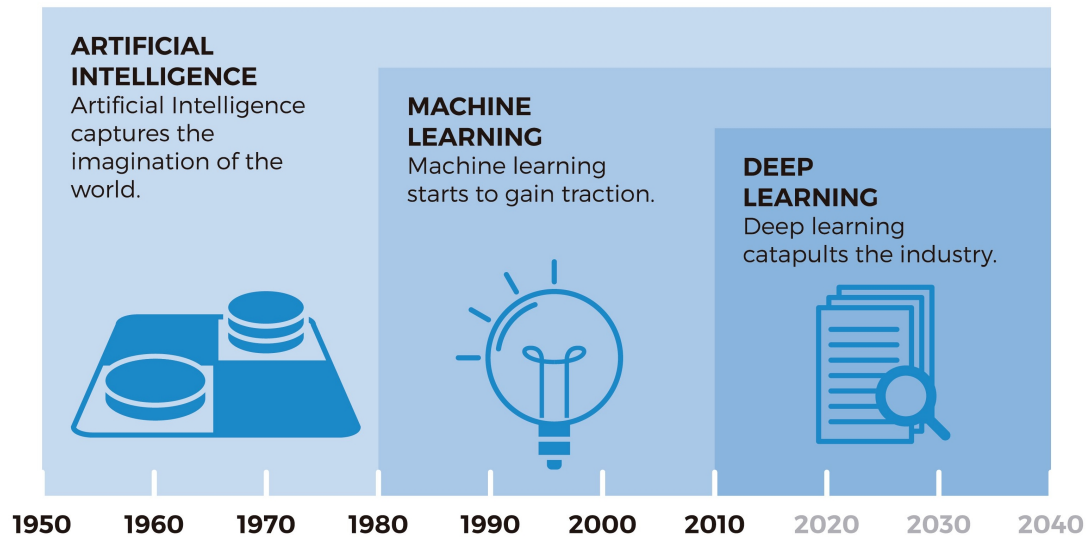 ARTIFICIAL
INTELLIGENCE
Artificial Intelligence
captures the
imagination of the
world.
MACHINE
LEARNING
Machine learning
starts to gain traction.
DEEP
LEARNING
Deep learning
catapults the industry.
1950 1960 1970 1980 1990 2000 2010 2020 2030 2040